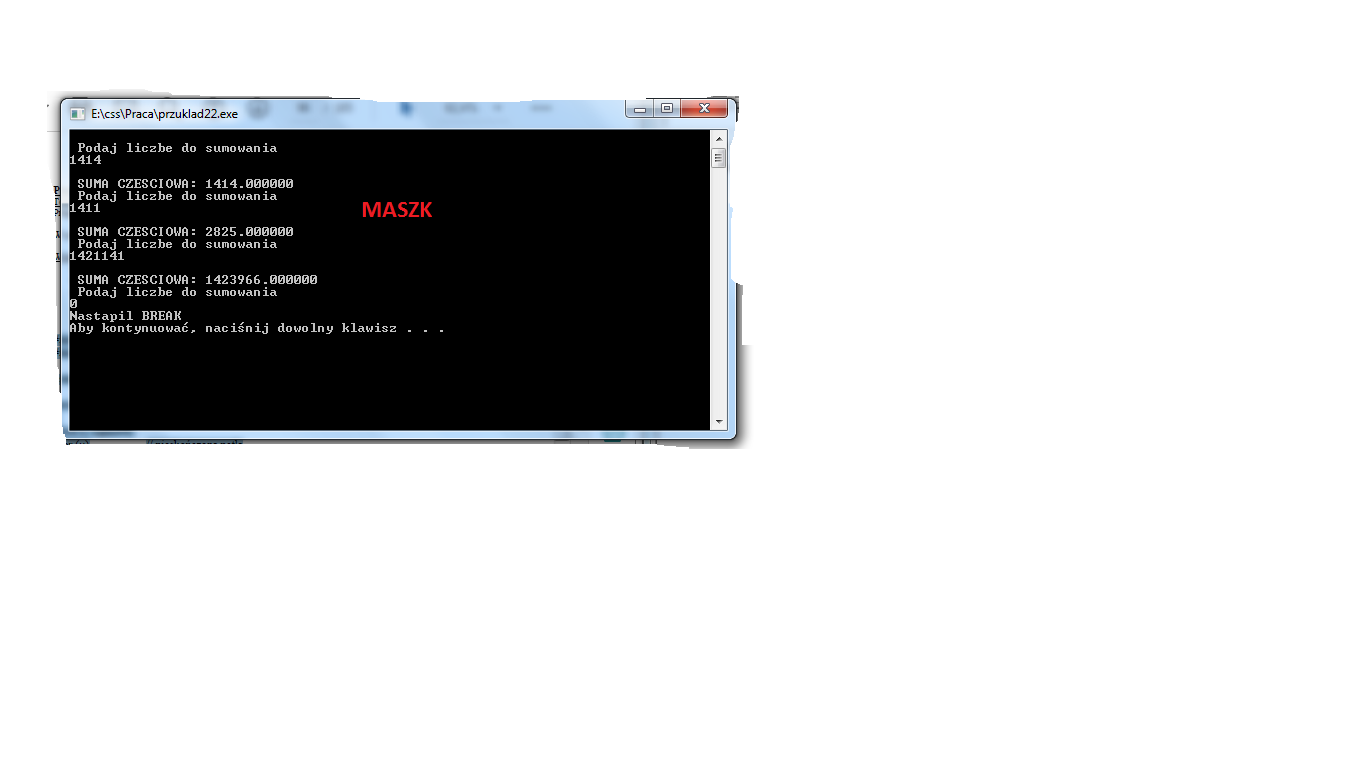 E:\css\Praca\przuklad22.exe
Podaj liczbe do sumowania
1414
SUMA CZESCIOWA: 1414.000000
Podaj liczbe do sumowania
1411
MASZK
SUMA CZESCIOWA: 2825.000000
Podaj liczbe do sumowania
1421141
SUMA CZESCIOWA: 1423966.000000
Podaj liczbe do sumowania
0
Nastapil BREAK
Aby kontynuować, naciśnij dowolny klawisz . . .